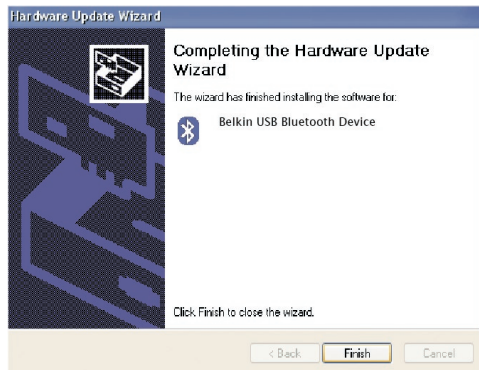 Hardware Update Wizard
Completing the Hardware Update
Wizard
The wizard has finished installing the software for:
Belkin USB Bluetooth Device
Click Finish to close the wizard.
< Back
Finish
Cancel